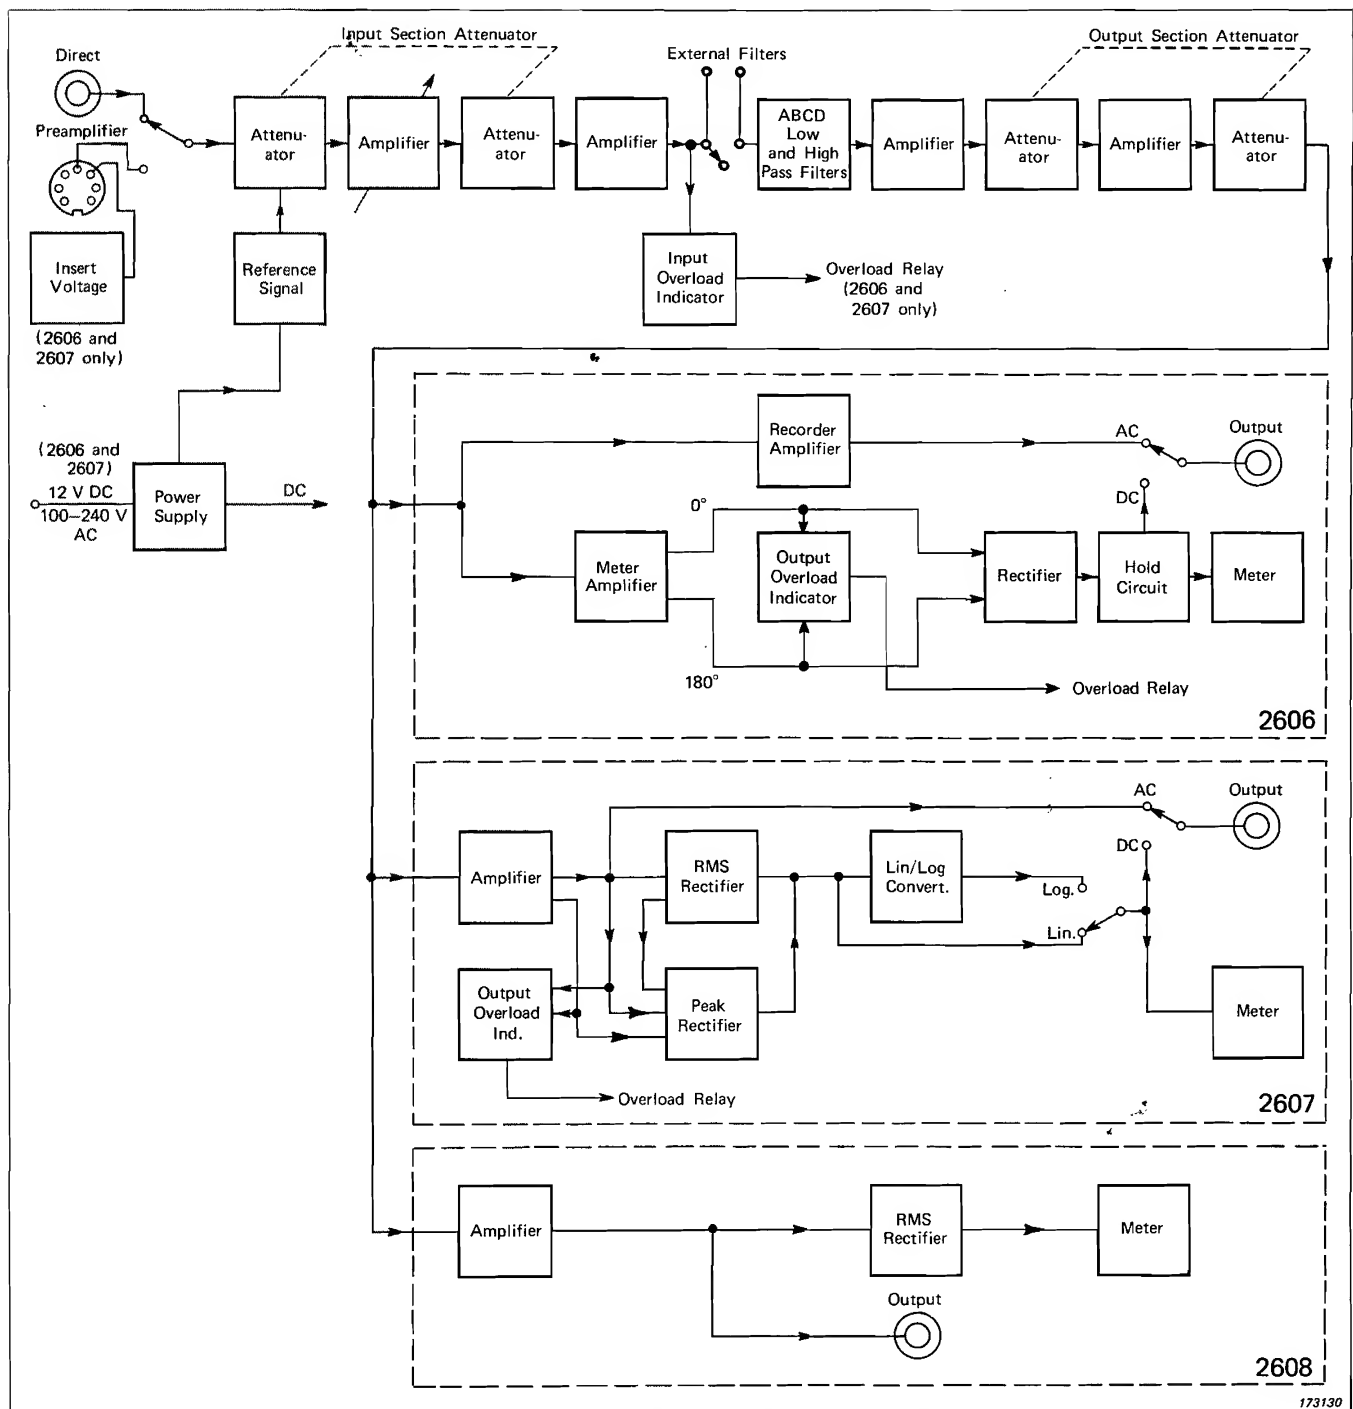 Input Section Attenuator
Output Section Attenuator
Direct
External Filters
Preamplifier
Attenu-
ator
Amplifier
Attenu-
ator
Amplifier
ABCD
Low
and High
Pass Filters
Amplifier
Attenu-
ator
Amplifier
Attenu-
ator
Insert
Voltage
(2606 and
2607 only)
Reference
Signal
Input
Overload
Indicator
Overload Relay
(2606 and
2607 only)
(2606 and
2607)
12 V DC
100–240 V
AC
Power
Supply
DC
Recorder
Amplifier
AC
Output
0°
DC
Meter
Amplifier
Output
Overload
Indicator
Rectifier
Hold
Circuit
Meter
180°
Overload Relay
2606
AC
Output
Amplifier
RMS
Rectifier
Lin/Log
Convert.
DC
Log.
Lin.
Output
Overload
Ind.
Peak
Rectifier
Meter
Overload Relay
2607
Amplifier
RMS
Rectifier
Meter
Output
2608
173130